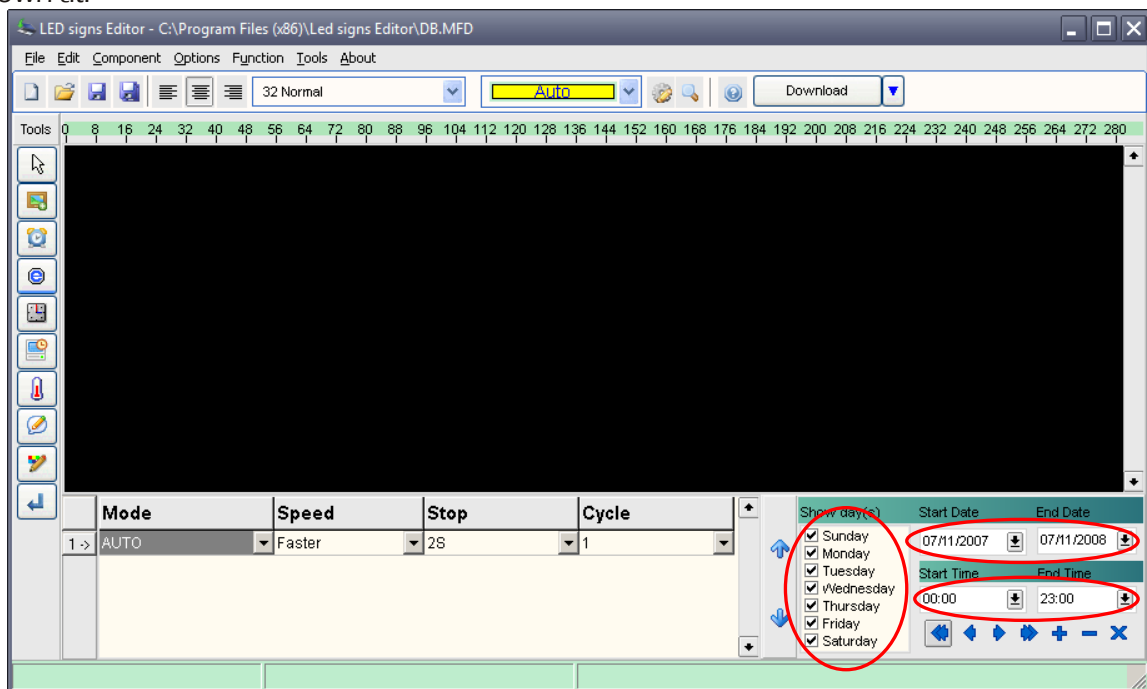 LED signs Editor - C:\Program Files (x86)\Led signs Editor\DB.MFD
File Edit Component Options Function Tools About
32 Normal Auto Download
Tools 0 8 16 24 32 40 48 56 64 72 80 88 96 104 112 120 128 136 144 152 160 168 176 184 192 200 208 216 224 232 240 248 256 264 272 280
Mode Speed Stop Cycle
1-> AUTO Faster 2S 1
Show day(s)
Sunday
Monday
Tuesday
Wednesday
Thursday
Friday
Saturday
Start Date End Date
07/11/2007 07/11/2008
Start Time End Time
00:00 23:00